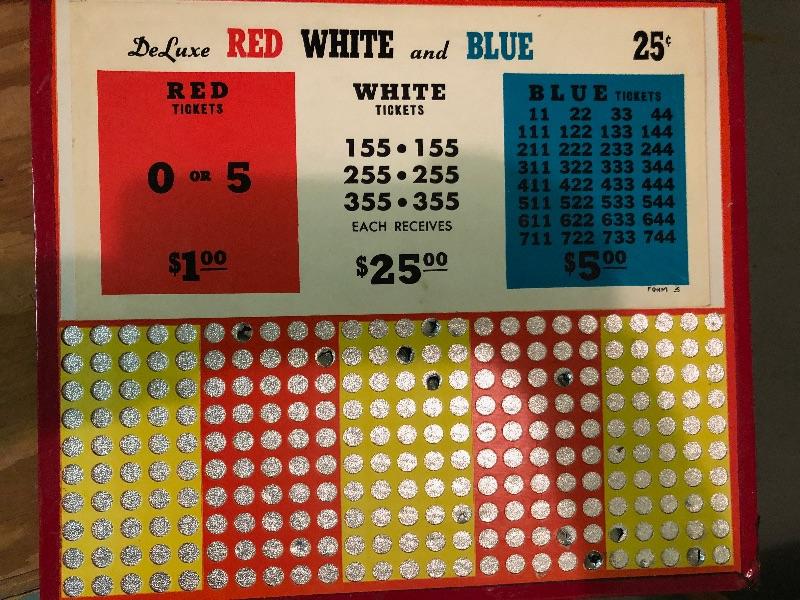 DeLuxe RED WHITE and BLUE 25¢
RED
TICKETS
0 OR 5
$1.00
WHITE
TICKETS
155 • 155
255 • 255
355 • 355
EACH RECEIVES
$25.00
BLUE TICKETS
11 22 33 44
111 122 133 144
211 222 233 244
311 322 333 344
411 422 433 444
511 522 533 544
611 622 633 644
711 722 733 744
$5.00
FORM 5